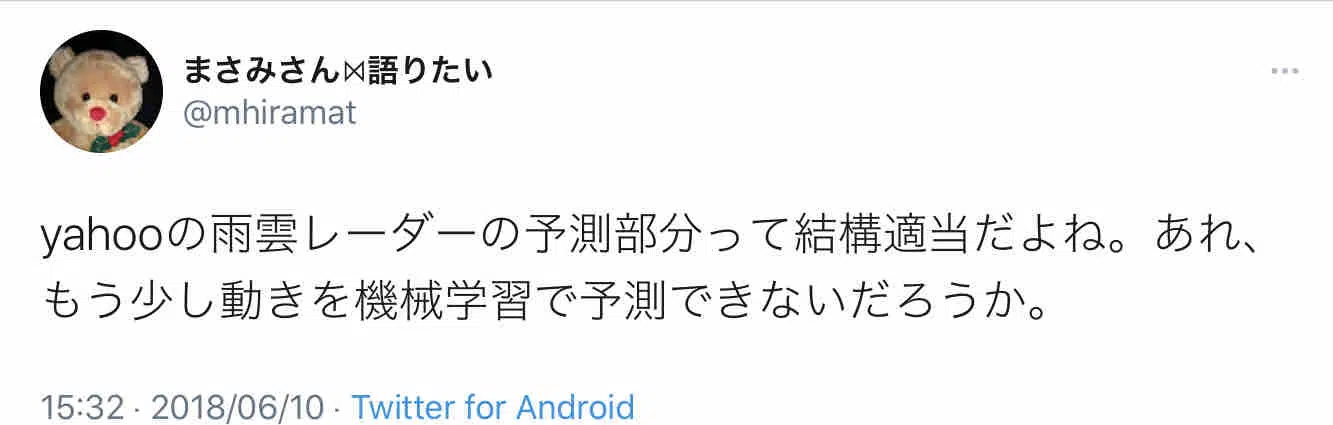 まさみさん⋈語りたい
@mhiramat
yahooの雨雲レーダーの予測部分って結構適当だよね。あれ、
もう少し動きを機械学習で予測できないだろうか。
15:32 · 2018/06/10 · Twitter for Android